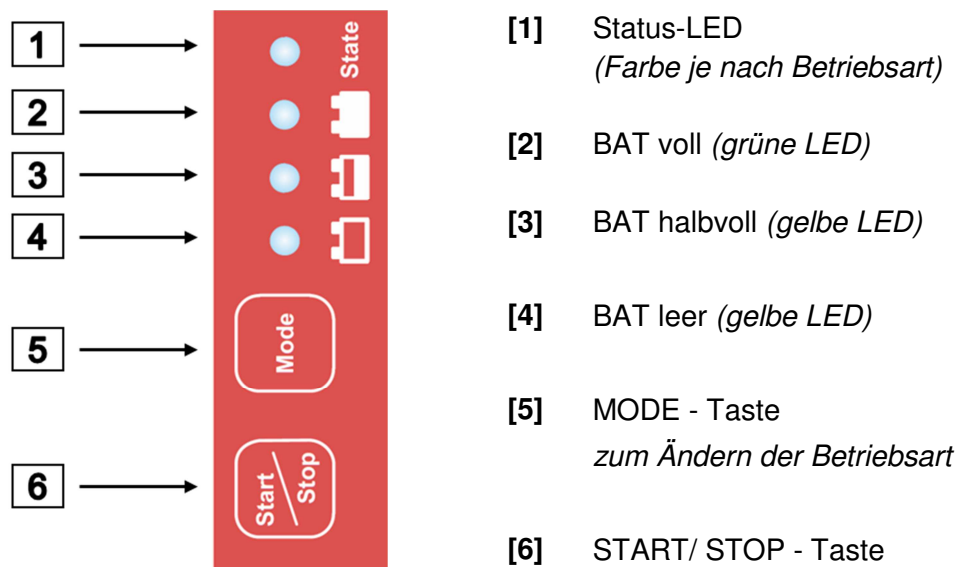 1
2
3
4
5
6
State
Mode
Start
Stop
[1] Status-LED
(Farbe je nach Betriebsart)
[2] BAT voll (grüne LED)
[3] BAT halbvoll (gelbe LED)
[4] BAT leer (gelbe LED)
[5] MODE - Taste
zum Ändern der Betriebsart
[6] START/ STOP - Taste